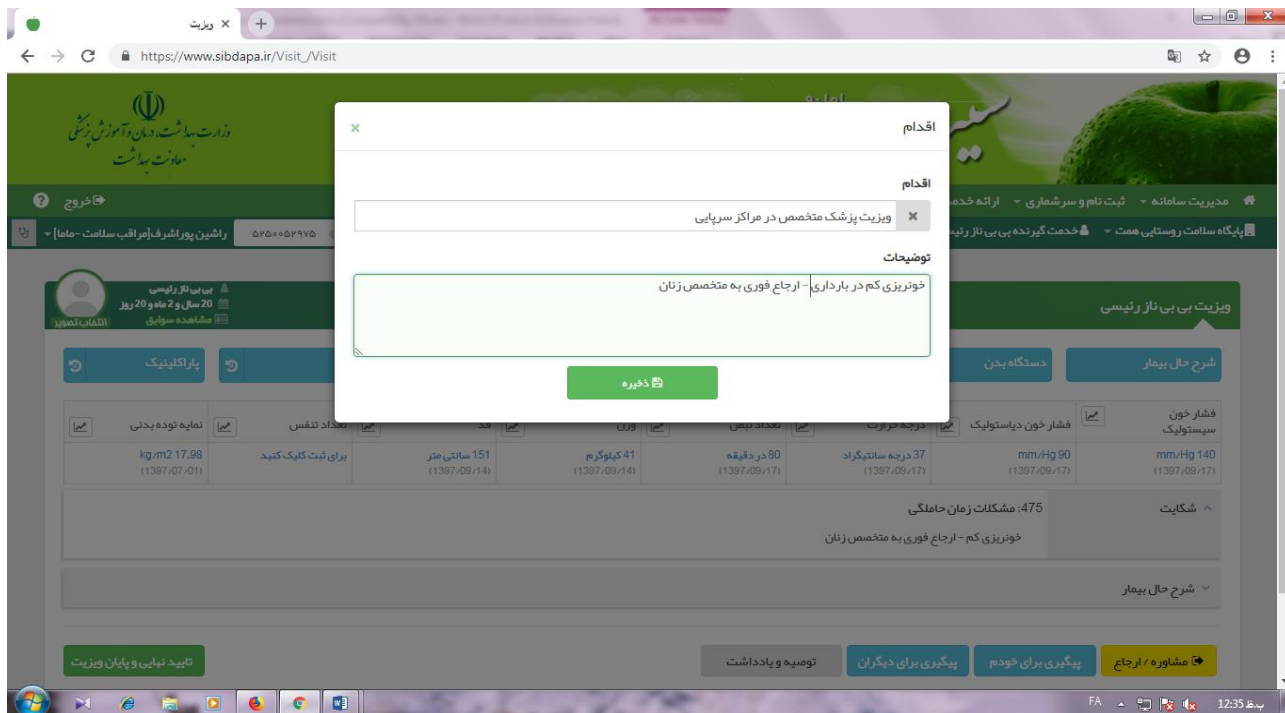 ویزیت
https://www.sibdapa.ir/Visit_/Visit
وزارت بهداشت، درمان و آموزش پزشکی
معاونت بهداشت
سیب
مدیریت سامانه
ثبت نام و سرشماری
ارائه خدمت
خروج
پایگاه سلامت روستایی همت
خدمت گیرنده بی بی ناز رئیسی
راشین پوراشرف[مراقب سلامت -ماما]
اقدام
اقدام
ویزیت پزشک متخصص در مراکز سرپایی
توضیحات
خونریزی کم در بارداری - ارجاع فوری به متخصص زنان
ذخیره
ویزیت بی بی ناز رئیسی
بی بی ناز رئیسی
20 سال و 2 ماه و 20 روز
مشاهده سوابق
انتخاب تصویر
شرح حال بیمار
دستگاه بدن
پاراکلینیک
فشار خون سیستولیک
فشار خون دیاستولیک
درجه حرارت
تعداد نبض
وزن
قد
تعداد تنفس
نمایه توده بدنی
140 mm/Hg
(1397/09/17)
90 mm/Hg
(1397/09/17)
37 درجه سانتیگراد
(1397/09/17)
80 در دقیقه
(1397/09/17)
41 کیلوگرم
(1397/09/14)
151 سانتی متر
(1397/09/14)
برای ثبت کلیک کنید
17.98 kg/m2
(1397/07/01)
شکایت
475: مشکلات زمان حاملگی
خونریزی کم - ارجاع فوری به متخصص زنان
شرح حال بیمار
مشاوره / ارجاع
پیگیری برای خودم
پیگیری برای دیگران
توصیه و یادداشت
تایید نهایی و پایان ویزیت
FA
12:35 ب.ظ